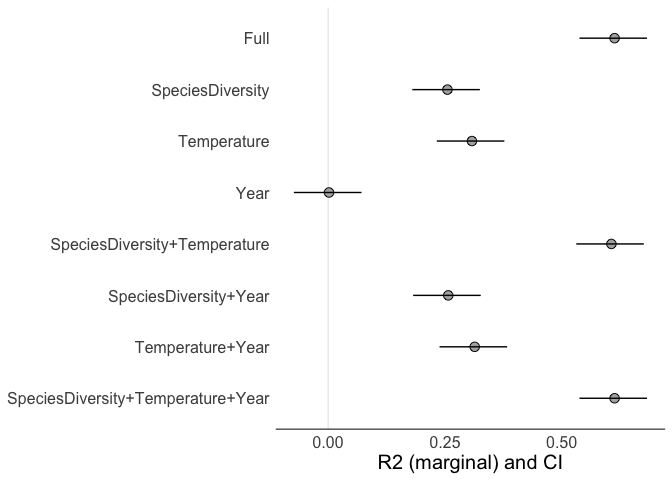 Full
SpeciesDiversity
Temperature
Year
SpeciesDiversity+Temperature
SpeciesDiversity+Year
Temperature+Year
SpeciesDiversity+Temperature+Year
0.00 0.25 0.50
R2 (marginal) and CI